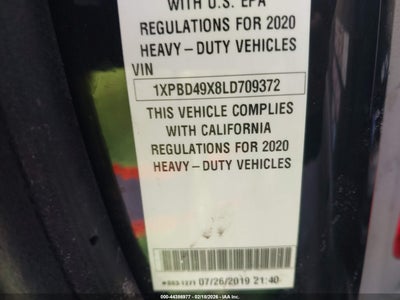 WITH U.S. EPA
REGULATIONS FOR 2020
HEAVY-DUTY VEHICLES
VIN
1XPBD49X8LD709372
THIS VEHICLE COMPLIES
WITH CALIFORNIA
REGULATIONS FOR 2020
HEAVY-DUTY VEHICLES
07/26/2019 21:40
000-44398977 | 02/18/2026 - IAA Inc.